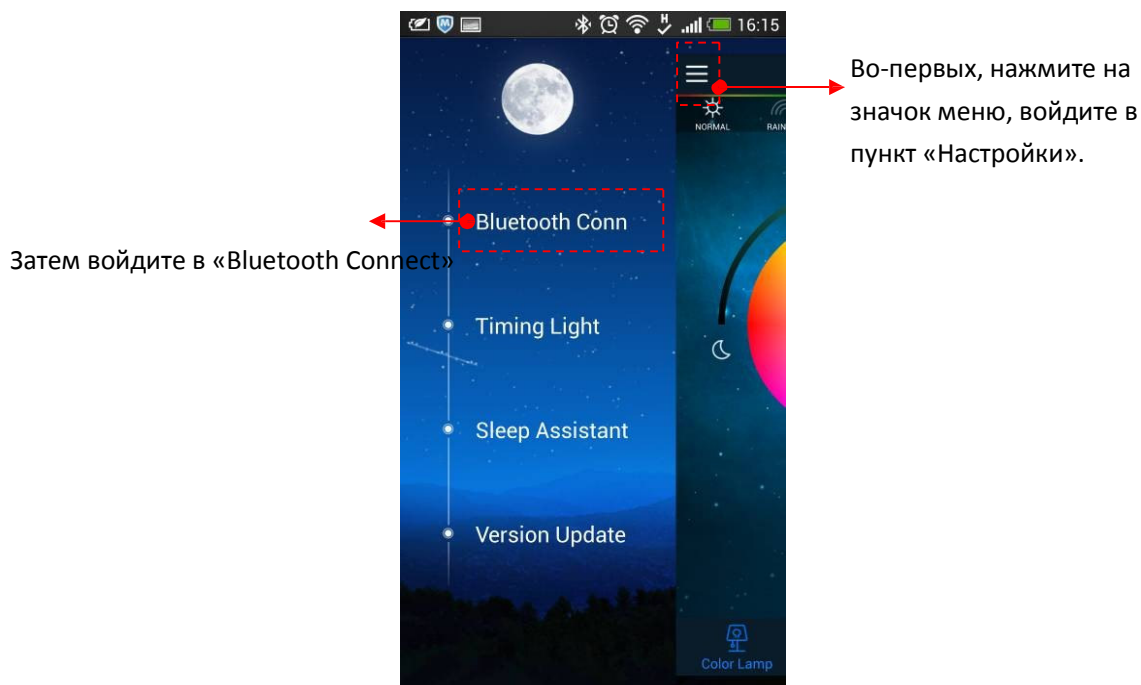 16:15
Во-первых, нажмите на
значок меню, войдите в
пункт «Настройки».
NORMAL
RAIN
Bluetooth Conn
Затем войдите в «Bluetooth Connect»
Timing Light
Sleep Assistant
Version Update
Color Lamp